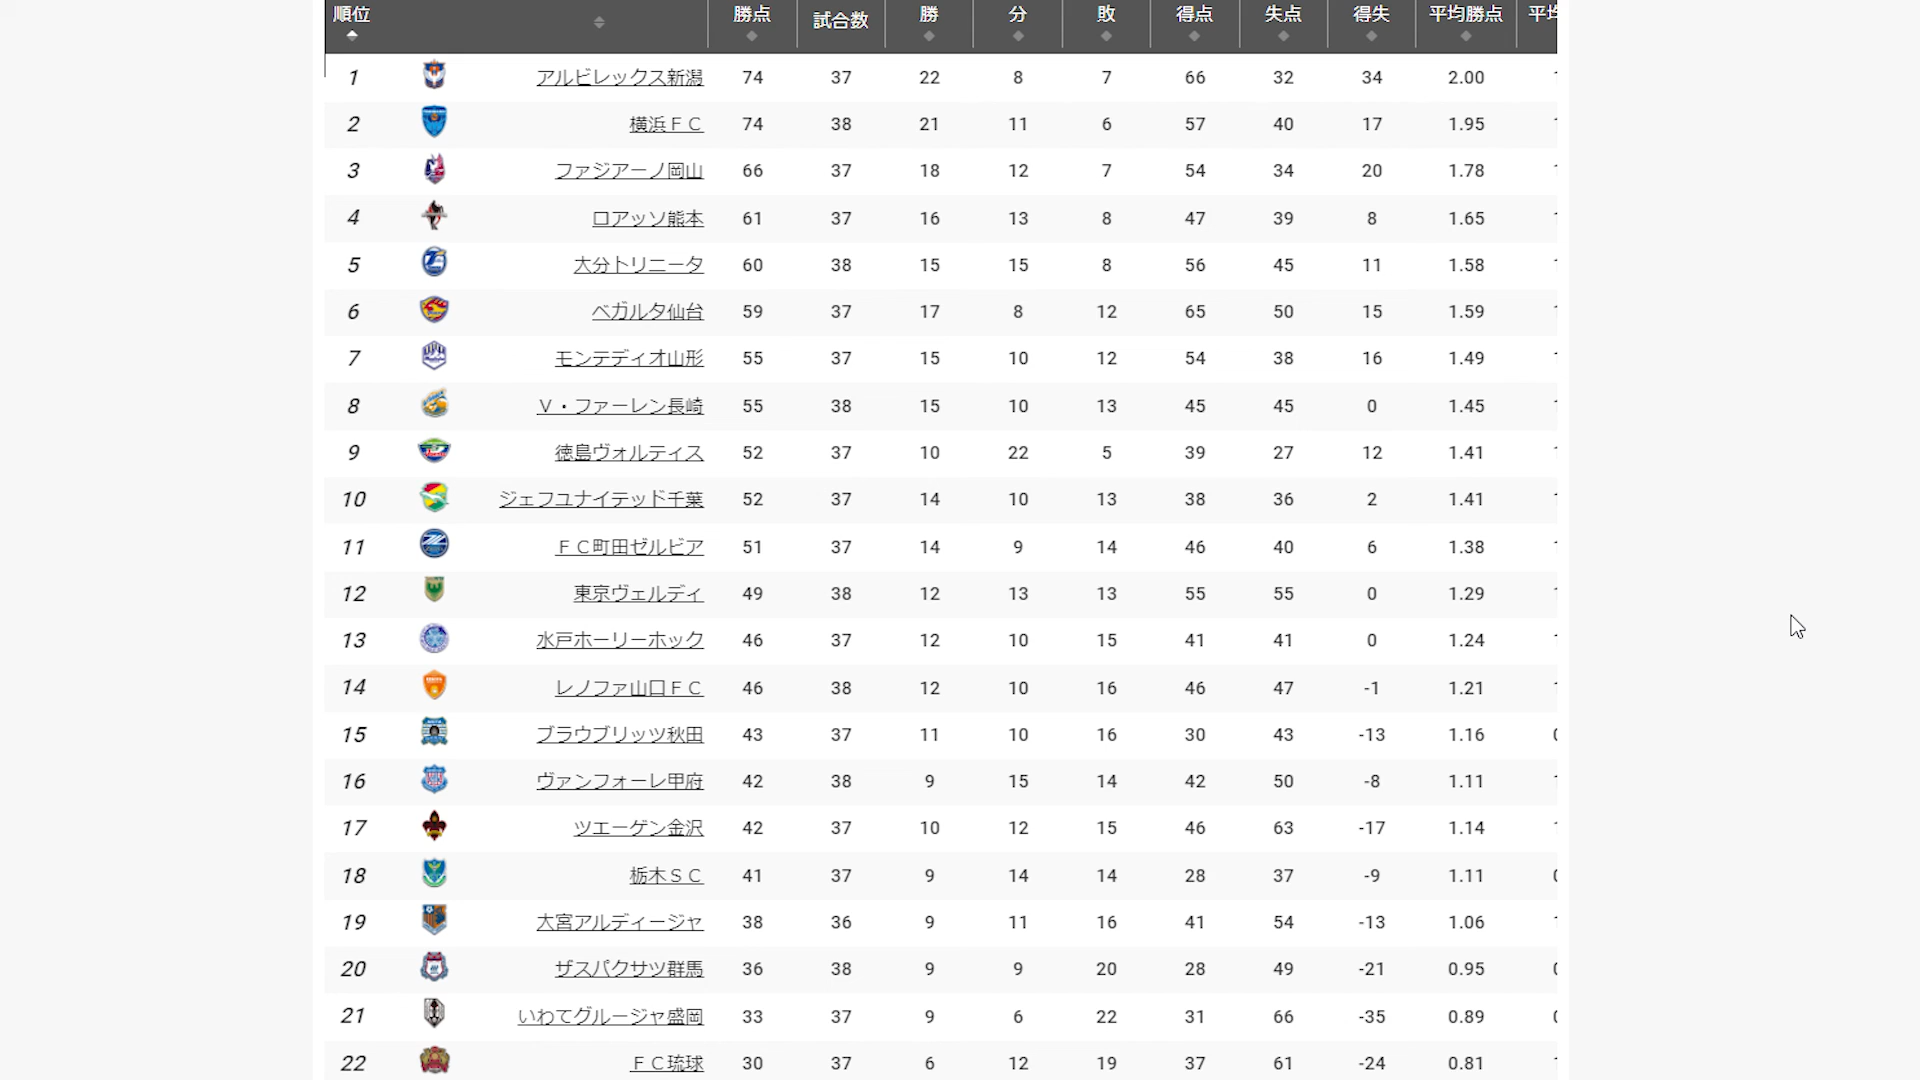 順位 勝点 試合数 勝 分 敗 得点 失点 得失 平均勝点 平均
1 アルビレックス新潟 74 37 22 8 7 66 32 34 2.00
2 横浜ＦＣ 74 38 21 11 6 57 40 17 1.95
3 ファジアーノ岡山 66 37 18 12 7 54 34 20 1.78
4 ロアッソ熊本 61 37 16 13 8 47 39 8 1.65
5 大分トリニータ 60 38 15 15 8 56 45 11 1.58
6 ベガルタ仙台 59 37 17 8 12 65 50 15 1.59
7 モンテディオ山形 55 37 15 10 12 54 38 16 1.49
8 Ｖ・ファーレン長崎 55 38 15 10 13 45 45 0 1.45
9 徳島ヴォルティス 52 37 10 22 5 39 27 12 1.41
10 ジェフユナイテッド千葉 52 37 14 10 13 38 36 2 1.41
11 ＦＣ町田ゼルビア 51 37 14 9 14 46 40 6 1.38
12 東京ヴェルディ 49 38 12 13 13 55 55 0 1.29
13 水戸ホーリーホック 46 37 12 10 15 41 41 0 1.24
14 レノファ山口ＦＣ 46 38 12 10 16 46 47 -1 1.21
15 ブラウブリッツ秋田 43 37 11 10 16 30 43 -13 1.16
16 ヴァンフォーレ甲府 42 38 9 15 14 42 50 -8 1.11
17 ツエーゲン金沢 42 37 10 12 15 46 63 -17 1.14
18 栃木ＳＣ 41 37 9 14 14 28 37 -9 1.11
19 大宮アルディージャ 38 36 9 11 16 41 54 -13 1.06
20 ザスパクサツ群馬 36 38 9 9 20 28 49 -21 0.95
21 いわてグルージャ盛岡 33 37 9 6 22 31 66 -35 0.89
22 ＦＣ琉球 30 37 6 12 19 37 61 -24 0.81